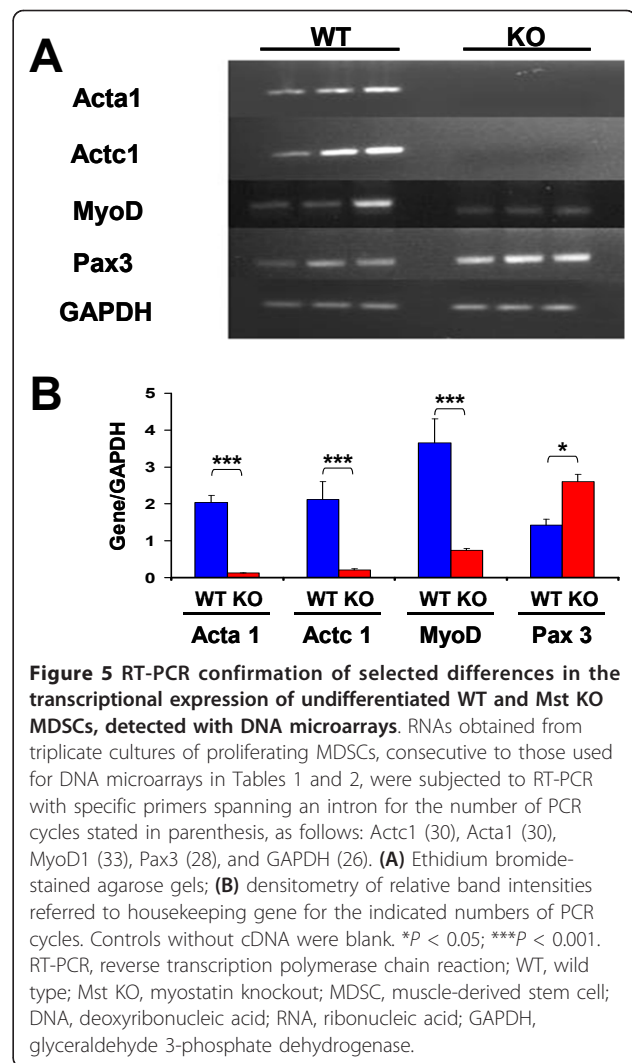 WT KO
A
Acta1
Actc1
MyoD
Pax3
GAPDH
B
Gene/GAPDH
5
4
3
2
1
0
***
***
***
*
WT KO WT KO WT KO WT KO
Acta 1 Actc 1 MyoD Pax 3
Figure 5 RT-PCR confirmation of selected differences in the
transcriptional expression of undifferentiated WT and Mst KO
MDSCs, detected with DNA microarrays. RNAs obtained from
triplicate cultures of proliferating MDSCs, consecutive to those used
for DNA microarrays in Tables 1 and 2, were subjected to RT-PCR
with specific primers spanning an intron for the number of PCR
cycles stated in parenthesis, as follows: Actc1 (30), Acta1 (30),
MyoD1 (33), Pax3 (28), and GAPDH (26). (A) Ethidium bromide-
stained agarose gels; (B) densitometry of relative band intensities
referred to housekeeping gene for the indicated numbers of PCR
cycles. Controls without cDNA were blank. *P < 0.05; ***P < 0.001.
RT-PCR, reverse transcription polymerase chain reaction; WT, wild
type; Mst KO, myostatin knockout; MDSC, muscle-derived stem cell;
DNA, deoxyribonucleic acid; RNA, ribonucleic acid; GAPDH,
glyceraldehyde 3-phosphate dehydrogenase.